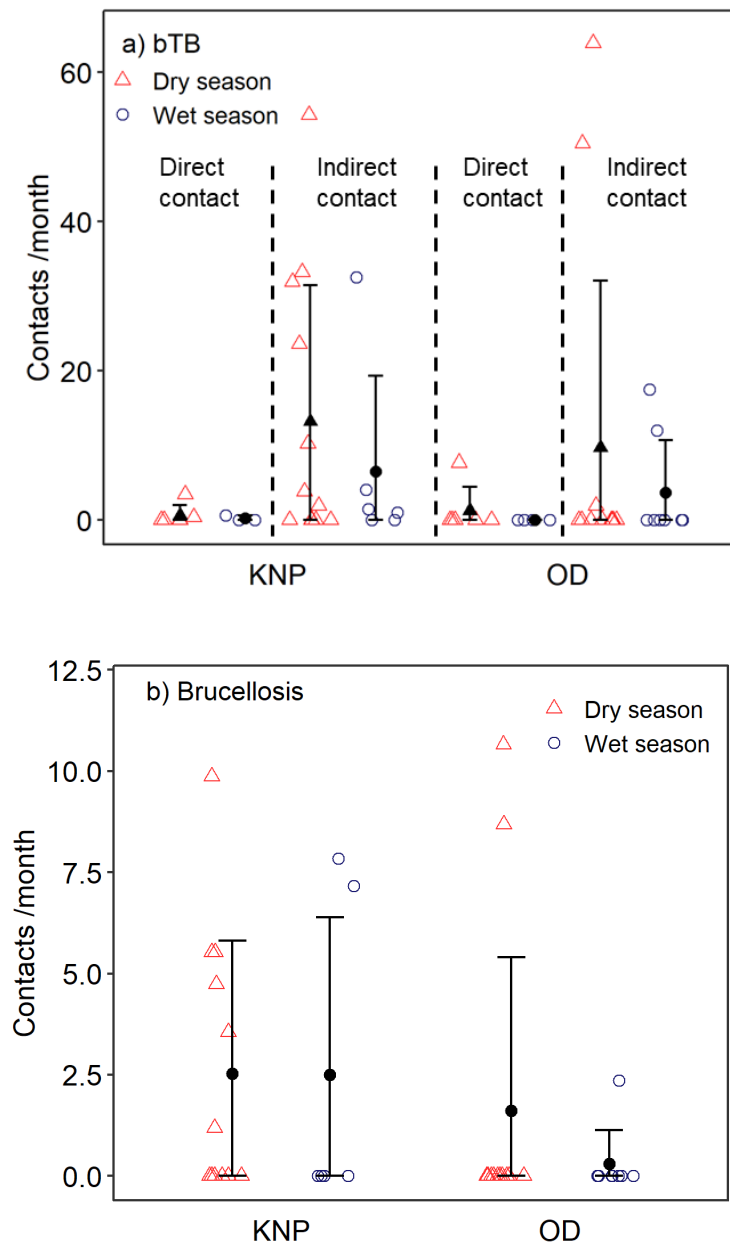 a) bTB
Dry season
Wet season
Direct
contact
Indirect
contact
Direct
contact
Indirect
contact
Contacts /month
60
40
20
0
KNP
OD
b) Brucellosis
Dry season
Wet season
Contacts /month
12.5
10.0
7.5
5.0
2.5
0.0
KNP
OD